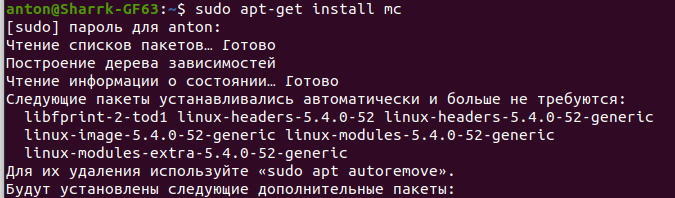 anton@Sharrk-GF63:~$ sudo apt-get install mc
[sudo] пароль для anton:
Чтение списков пакетов… Готово
Построение дерева зависимостей
Чтение информации о состоянии… Готово
Следующие пакеты устанавливались автоматически и больше не требуются:
libfprint-2-tod1 linux-headers-5.4.0-52 linux-headers-5.4.0-52-generic
linux-image-5.4.0-52-generic linux-modules-5.4.0-52-generic
linux-modules-extra-5.4.0-52-generic
Для их удаления используйте «sudo apt autoremove».
Будут установлены следующие дополнительные пакеты: